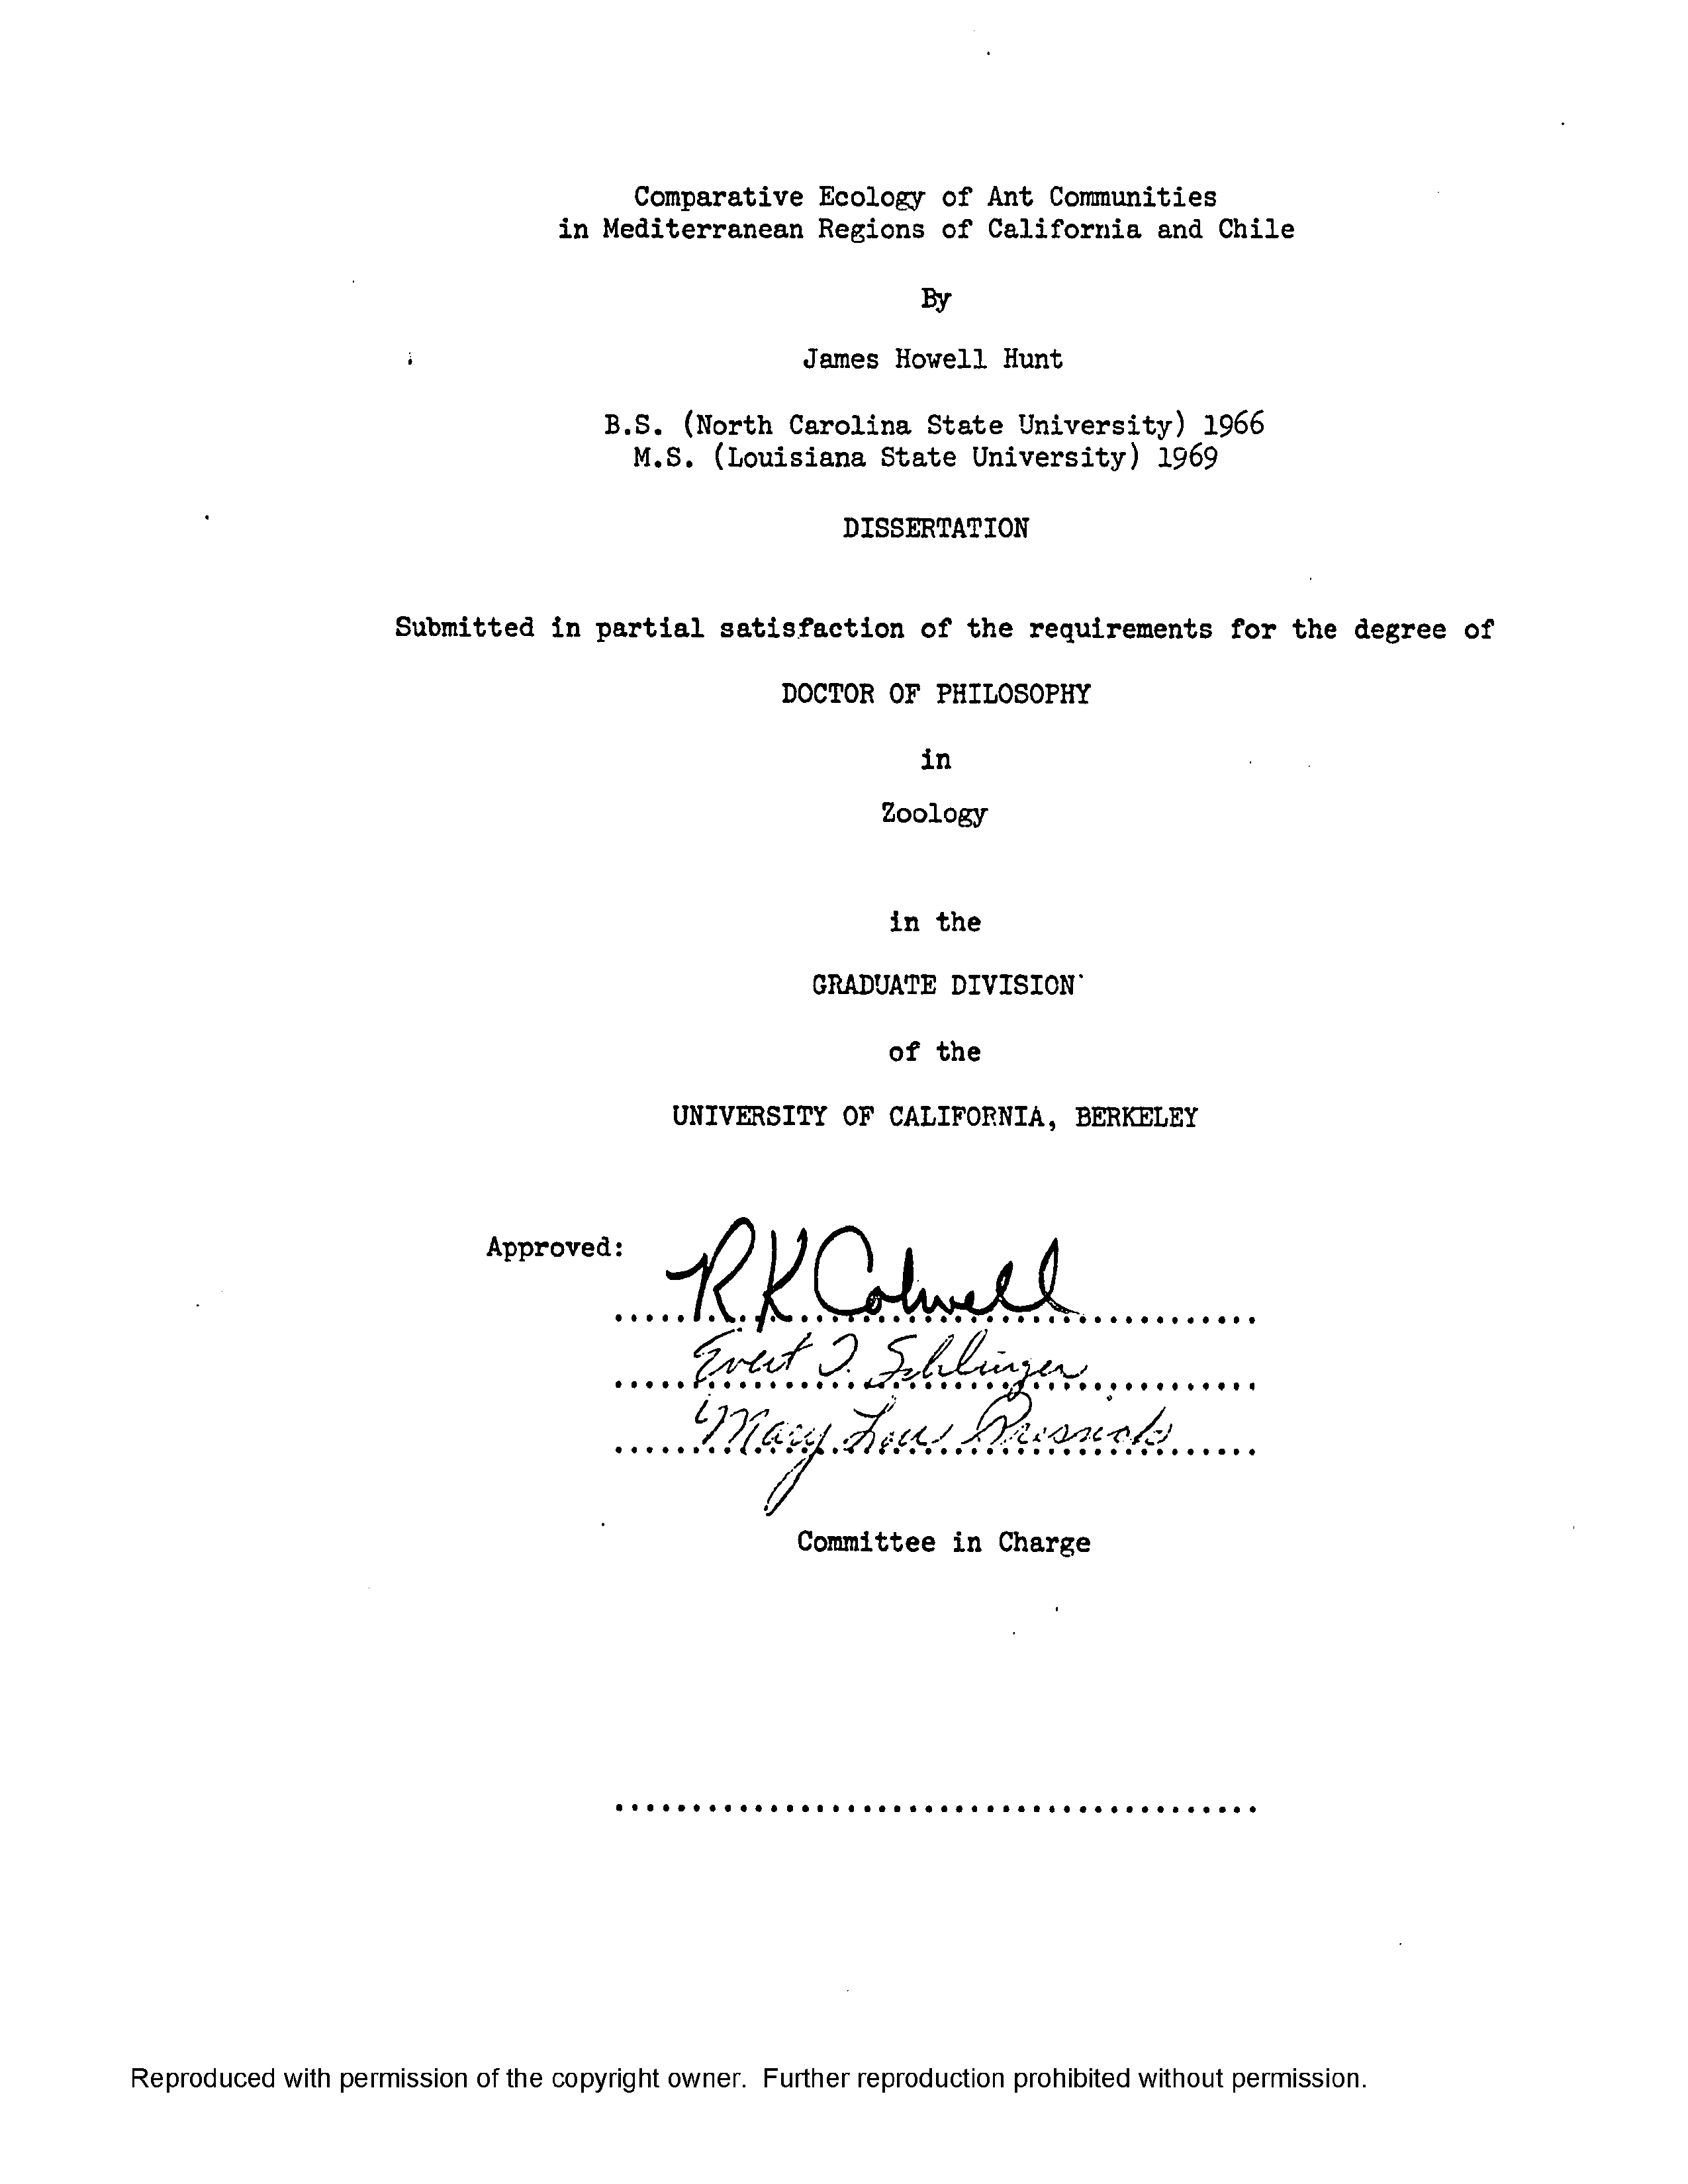 Comparative Ecology of Ant Communities
in Mediterranean Regions of California and Chile
By
James Howell Hunt
B.S. (North Carolina State University) 1966
M.S. (Louisiana State University) 1969
DISSERTATION
Submitted in partial satisfaction of the requirements for the degree of
DOCTOR OF PHILOSOPHY
in
Zoology
in the
GRADUATE DIVISION
of the
UNIVERSITY OF CALIFORNIA, BERKELEY
Approved:
RK Colwell
Evert I. Schlinger
Mary Lou Pressick
Committee in Charge
Reproduced with permission of the copyright owner. Further reproduction prohibited without permission.